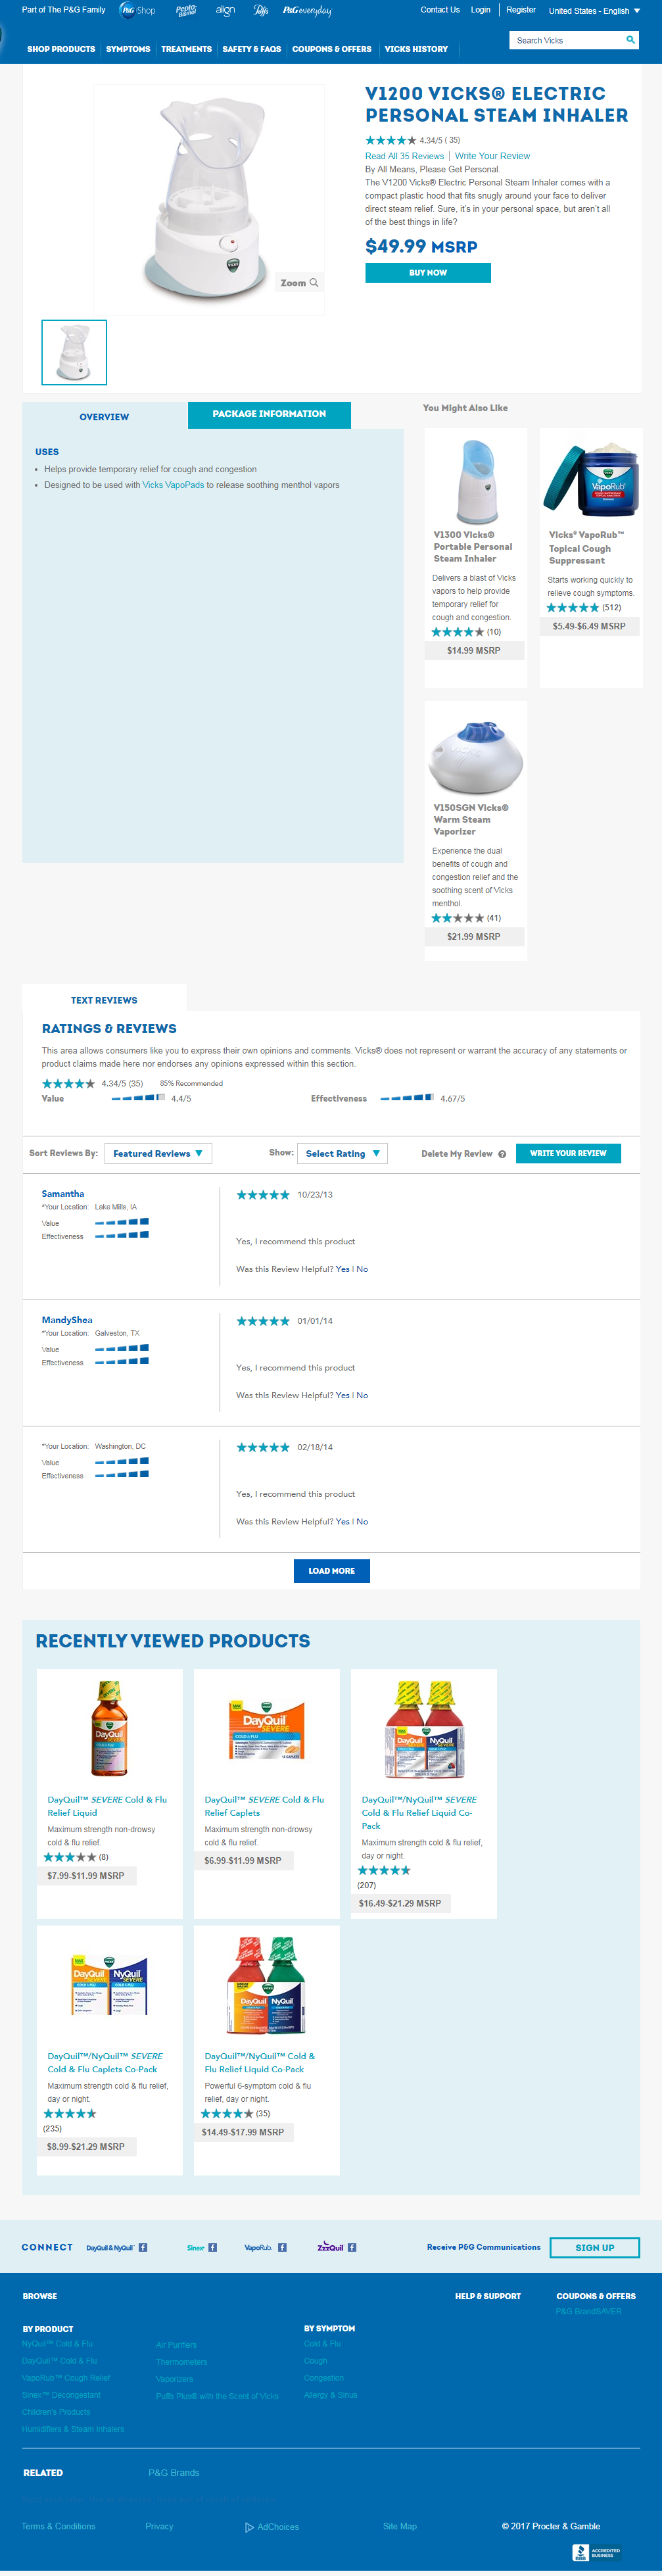 Part of The P&G Family P&G Shop Pepto Bismol align Puffs P&G everyday Contact Us Login Register United States - English
Search Vicks
SHOP PRODUCTS SYMPTOMS TREATMENTS SAFETY & FAQS COUPONS & OFFERS VICKS HISTORY
V1200 VICKS® ELECTRIC
PERSONAL STEAM INHALER
4.34/5 ( 35)
Read All 35 Reviews | Write Your Review
By All Means, Please Get Personal.
The V1200 Vicks® Electric Personal Steam Inhaler comes with a
compact plastic hood that fits snugly around your face to deliver
direct steam relief. Sure, it's in your personal space, but aren't all
of the best things in life?
$49.99 MSRP
BUY NOW
Zoom
OVERVIEW
PACKAGE INFORMATION
USES
Helps provide temporary relief for cough and congestion
Designed to be used with Vicks VapoPads to release soothing menthol vapors
You Might Also Like
V1300 Vicks®
Portable Personal
Steam Inhaler
Delivers a blast of Vicks
vapors to help provide
temporary relief for
cough and congestion.
(10)
$14.99 MSRP
VICKS
VapoRub
Vicks® VapoRub™
Topical Cough
Suppressant
Starts working quickly to
relieve cough symptoms.
(512)
$5.49-$6.49 MSRP
VICKS
V150SGN Vicks®
Warm Steam
Vaporizer
Experience the dual
benefits of cough and
congestion relief and the
soothing scent of Vicks
menthol.
(41)
$21.99 MSRP
TEXT REVIEWS
RATINGS & REVIEWS
This area allows consumers like you to express their own opinions and comments. Vicks® does not represent or warrant the accuracy of any statements or
product claims made here nor endorses any opinions expressed within this section.
4.34/5 (35) 85% Recommended
Value 4.4/5 Effectiveness 4.67/5
Sort Reviews By: Featured Reviews Show: Select Rating Delete My Review ? WRITE YOUR REVIEW
Samantha
*Your Location: Lake Mills, IA
Value
Effectiveness
10/23/13
Yes, I recommend this product
Was this Review Helpful? Yes | No
MandyShea
*Your Location: Galveston, TX
Value
Effectiveness
01/01/14
Yes, I recommend this product
Was this Review Helpful? Yes | No
*Your Location: Washington, DC
Value
Effectiveness
02/18/14
Yes, I recommend this product
Was this Review Helpful? Yes | No
LOAD MORE
RECENTLY VIEWED PRODUCTS
DayQuil
SEVERE
DayQuil™ SEVERE Cold & Flu
Relief Liquid
Maximum strength non-drowsy
cold & flu relief.
(8)
$7.99-$11.99 MSRP
DayQuil
SEVERE
COLD & FLU
DayQuil™ SEVERE Cold & Flu
Relief Caplets
Maximum strength non-drowsy
cold & flu relief.
$6.99-$11.99 MSRP
DayQuil NyQuil
SEVERE SEVERE
DayQuil™/NyQuil™ SEVERE
Cold & Flu Relief Liquid Co-
Pack
Maximum strength cold & flu relief,
day or night.
(207)
$16.49-$21.29 MSRP
DayQuil NyQuil
SEVERE SEVERE
COLD & FLU COLD & FLU
DayQuil™/NyQuil™ SEVERE
Cold & Flu Caplets Co-Pack
Maximum strength cold & flu relief,
day or night.
(235)
$8.99-$21.29 MSRP
DayQuil NyQuil
DayQuil™/NyQuil™ Cold &
Flu Relief Liquid Co-Pack
Powerful 6-symptom cold & flu
relief, day or night.
(35)
$14.49-$17.99 MSRP
CONNECT DayQuil & NyQuil Sinex VapoRub ZzzQuil Receive P&G Communications SIGN UP
BROWSE HELP & SUPPORT COUPONS & OFFERS
P&G BrandSAVER
BY PRODUCT
NyQuil™ Cold & Flu
DayQuil™ Cold & Flu
VapoRub™ Cough Relief
Sinex™ Decongestant
Children's Products
Humidifiers & Steam Inhalers
Air Purifiers
Thermometers
Vaporizers
Puffs Plus® with the Scent of Vicks
BY SYMPTOM
Cold & Flu
Cough
Congestion
Allergy & Sinus
RELATED P&G Brands
Terms & Conditions Privacy AdChoices Site Map © 2017 Procter & Gamble
BBB ACCREDITED
BUSINESS